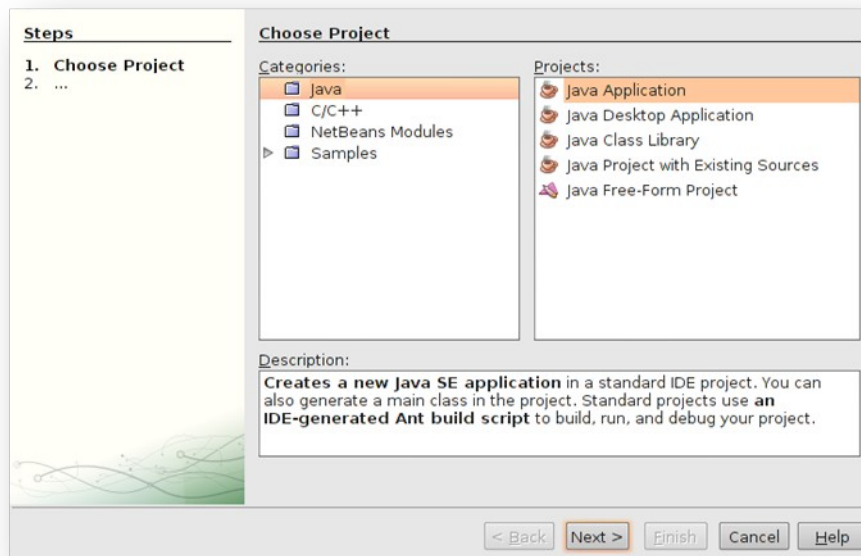 Steps
1. Choose Project
2. ...
Choose Project
Categories:
Java
C/C++
NetBeans Modules
Samples
Projects:
Java Application
Java Desktop Application
Java Class Library
Java Project with Existing Sources
Java Free-Form Project
Description:
Creates a new Java SE application in a standard IDE project. You can
also generate a main class in the project. Standard projects use an
IDE-generated Ant build script to build, run, and debug your project.
< Back Next > Finish Cancel Help